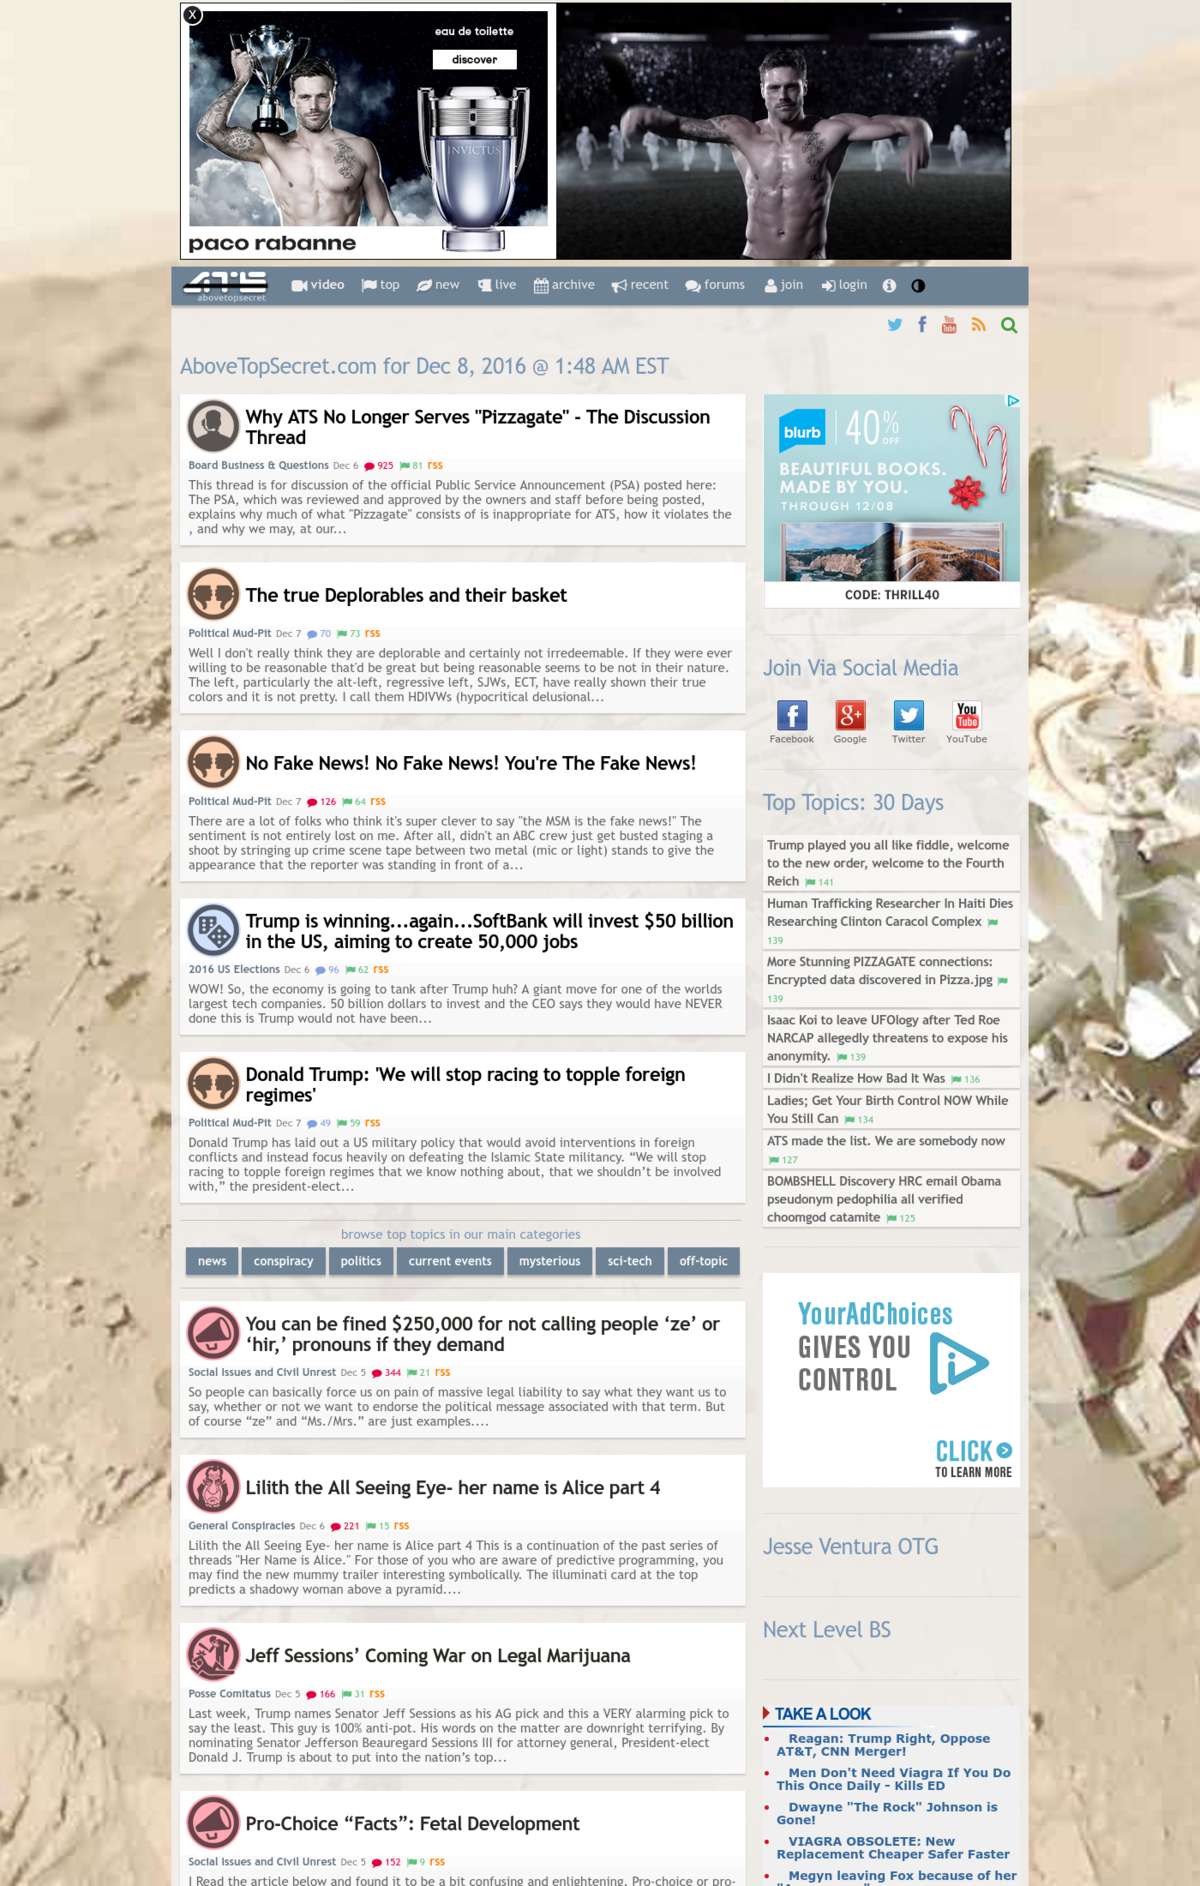 X
eau de toilette
discover
INVICTUS
paco rabanne
ATS
abovetopsecret
video top new live archive recent forums join login
AboveTopSecret.com for Dec 8, 2016 @ 1:48 AM EST
Why ATS No Longer Serves "Pizzagate" - The Discussion
Thread
Board Business & Questions Dec 6 925 81 rss
This thread is for discussion of the official Public Service Announcement (PSA) posted here:
The PSA, which was reviewed and approved by the owners and staff before being posted,
explains why much of what "Pizzagate" consists of is inappropriate for ATS, how it violates the
, and why we may, at our...
The true Deplorables and their basket
Political Mud-Pit Dec 7 70 73 rss
Well I don't really think they are deplorable and certainly not irredeemable. If they were ever
willing to be reasonable that'd be great but being reasonable seems to be not in their nature.
The left, particularly the alt-left, regressive left, SJWs, ECT, have really shown their true
colors and it is not pretty. I call them HDIVWs (hypocritical delusional...
No Fake News! No Fake News! You're The Fake News!
Political Mud-Pit Dec 7 126 64 rss
There are a lot of folks who think it's super clever to say "the MSM is the fake news!" The
sentiment is not entirely lost on me. After all, didn't an ABC crew just get busted staging a
shoot by stringing up crime scene tape between two metal (mic or light) stands to give the
appearance that the reporter was standing in front of a...
Trump is winning...again...SoftBank will invest $50 billion
in the US, aiming to create 50,000 jobs
2016 US Elections Dec 6 96 62 rss
WOW! So, the economy is going to tank after Trump huh? A giant move for one of the worlds
largest tech companies. 50 billion dollars to invest and the CEO says they would have NEVER
done this is Trump would not have been...
Donald Trump: 'We will stop racing to topple foreign
regimes'
Political Mud-Pit Dec 7 49 59 rss
Donald Trump has laid out a US military policy that would avoid interventions in foreign
conflicts and instead focus heavily on defeating the Islamic State militancy. “We will stop
racing to topple foreign regimes that we know nothing about, that we shouldn’t be involved
with,” the president-elect...
browse top topics in our main categories
news conspiracy politics current events mysterious sci-tech off-topic
You can be fined $250,000 for not calling people ‘ze’ or
‘hir,’ pronouns if they demand
Social Issues and Civil Unrest Dec 5 344 21 rss
So people can basically force us on pain of massive legal liability to say what they want us to
say, whether or not we want to endorse the political message associated with that term. But
of course “ze” and “Ms./Mrs.” are just examples....
Lilith the All Seeing Eye- her name is Alice part 4
General Conspiracies Dec 6 221 15 rss
Lilith the All Seeing Eye- her name is Alice part 4 This is a continuation of the past series of
threads "Her Name is Alice." For those of you who are aware of predictive programming, you
may find the new mummy trailer interesting symbolically. The illuminati card at the top
predicts a shadowy woman above a pyramid....
Jeff Sessions’ Coming War on Legal Marijuana
Posse Comitatus Dec 5 166 31 rss
Last week, Trump names Senator Jeff Sessions as his AG pick and this a VERY alarming pick to
say the least. This guy is 100% anti-pot. His words on the matter are downright terrifying. By
nominating Senator Jefferson Beauregard Sessions III for attorney general, President-elect
Donald J. Trump is about to put into the nation’s top...
Pro-Choice “Facts”: Fetal Development
Social Issues and Civil Unrest Dec 5 152 9 rss
I Read the article below and found it to be a bit confusing and enlightening. Pro-choice or pro-
blurb 40% OFF
BEAUTIFUL BOOKS.
MADE BY YOU.
THROUGH 12/08
CODE: THRILL40
Join Via Social Media
Facebook Google Twitter YouTube
Top Topics: 30 Days
Trump played you all like fiddle, welcome
to the new order, welcome to the Fourth
Reich 141
Human Trafficking Researcher In Haiti Dies
Researching Clinton Caracol Complex
139
More Stunning PIZZAGATE connections:
Encrypted data discovered in Pizza.jpg
139
Isaac Koi to leave UFOlogy after Ted Roe
NARCAP allegedly threatens to expose his
anonymity. 139
I Didn't Realize How Bad It Was 136
Ladies; Get Your Birth Control NOW While
You Still Can 134
ATS made the list. We are somebody now
127
BOMBSHELL Discovery HRC email Obama
pseudonym pedophilia all verified
choomgod catamite 125
YourAdChoices
GIVES YOU
CONTROL
CLICK
TO LEARN MORE
Jesse Ventura OTG
Next Level BS
TAKE A LOOK
Reagan: Trump Right, Oppose
AT&T, CNN Merger!
Men Don't Need Viagra If You Do
This Once Daily - Kills ED
Dwayne "The Rock" Johnson is
Gone!
VIAGRA OBSOLETE: New
Replacement Cheaper Safer Faster
Megyn leaving Fox because of her